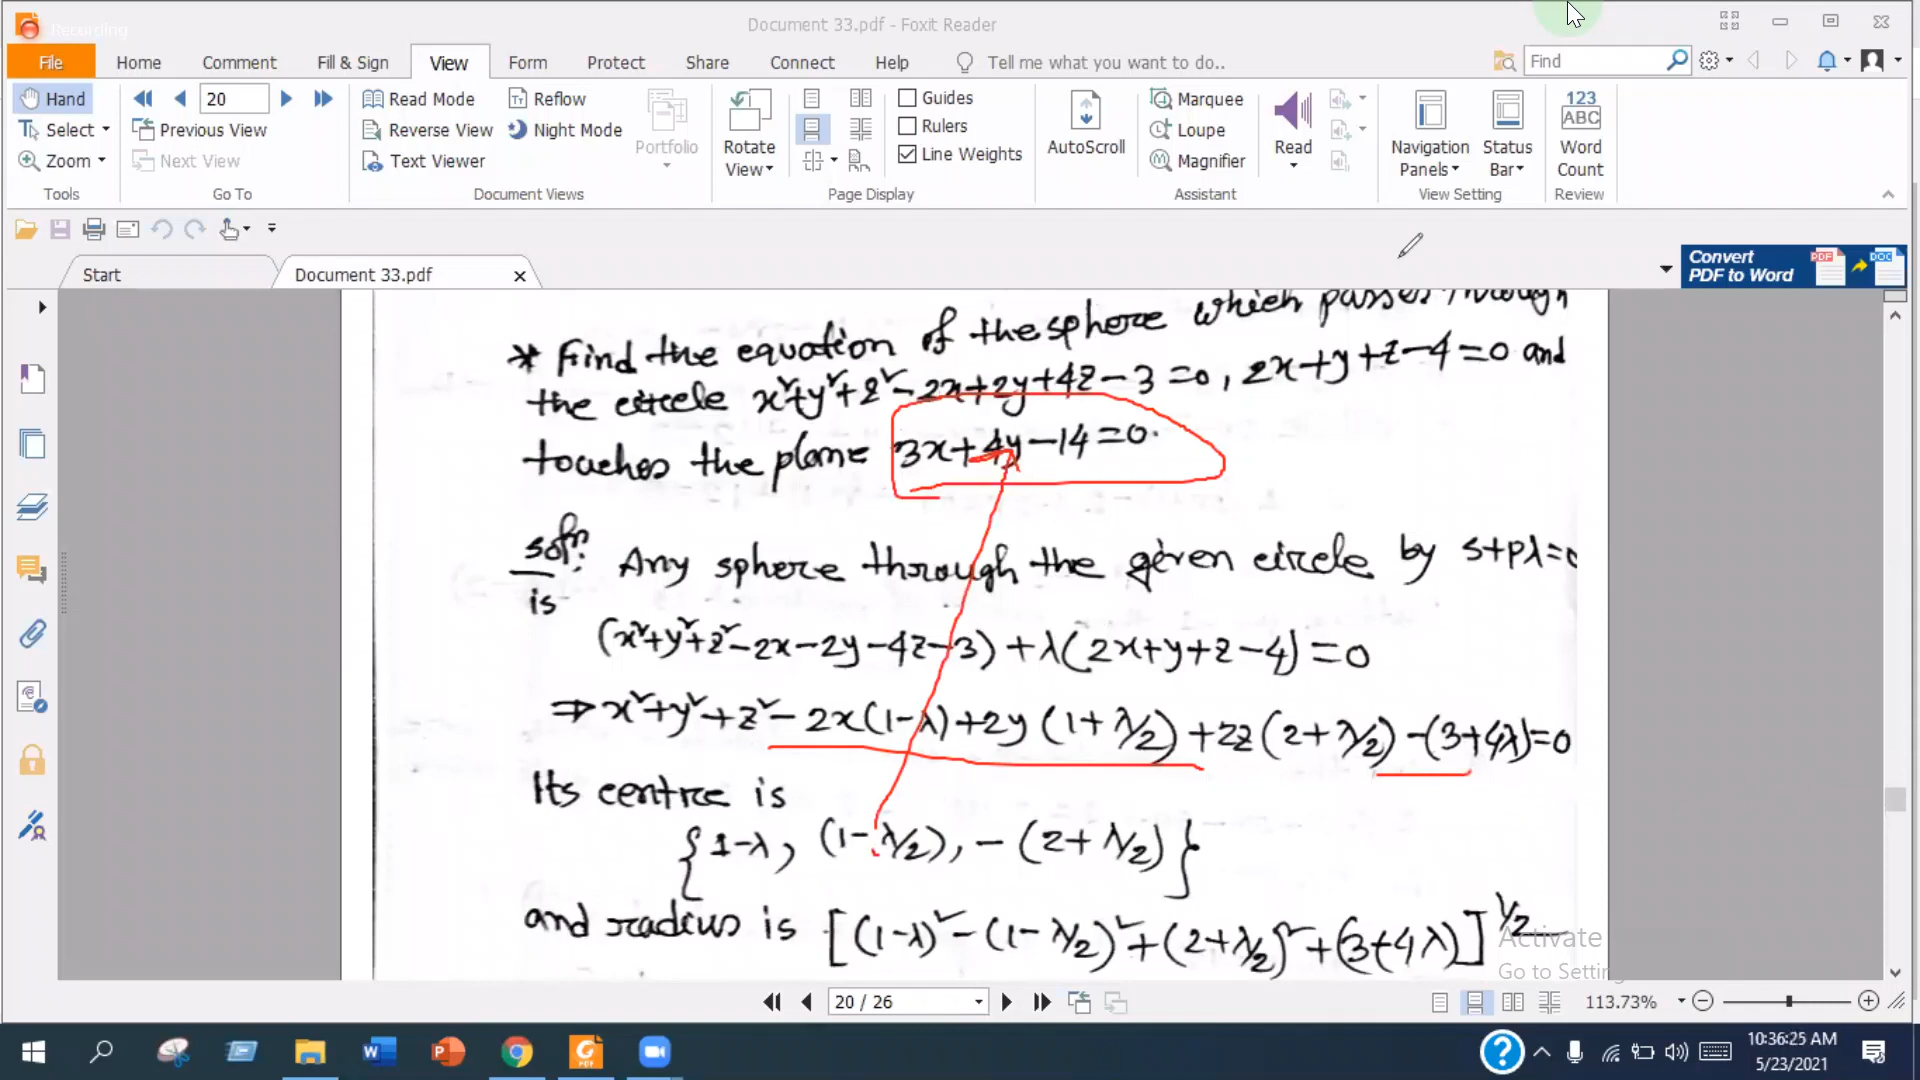 Recording
Document 33.pdf - Foxit Reader
File Home Comment Fill & Sign View Form Protect Share Connect Help Tell me what you want to do.. Find
Hand 20 Read Mode Reflow Guides Marquee 123
Select Previous View Reverse View Night Mode Rulers Loupe ABC
Zoom Next View Text Viewer Portfolio Rotate View Line Weights AutoScroll Magnifier Read Navigation Panels Status Bar Word Count
Tools Go To Document Views Page Display Assistant View Setting Review
Convert PDF to Word PDF DOC
Start Document 33.pdf
* Find the equation of the sphere which passes through
the circle x²+y²+z²-2x+2y+4z-3=0, 2x+y+z-4=0 and
touches the plane 3x+4y-14=0.
soln: Any sphere through the given circle by s+pλ=0
is
(x²+y²+z²-2x-2y-4z-3)+λ(2x+y+z-4)=0
⇒x²+y²+z²-2x(1-λ)+2y(1+λ/2)+2z(2+λ/2)-(3+4λ)=0
Its centre is
{1-λ, (1-λ/2), -(2+λ/2)}
and radius is [(1-λ)²-(1-λ/2)²+(2+λ/2)²+(3+4λ)]^1/2
Activate
Go to Settin
20 / 26 113.73%
10:36:25 AM
5/23/2021